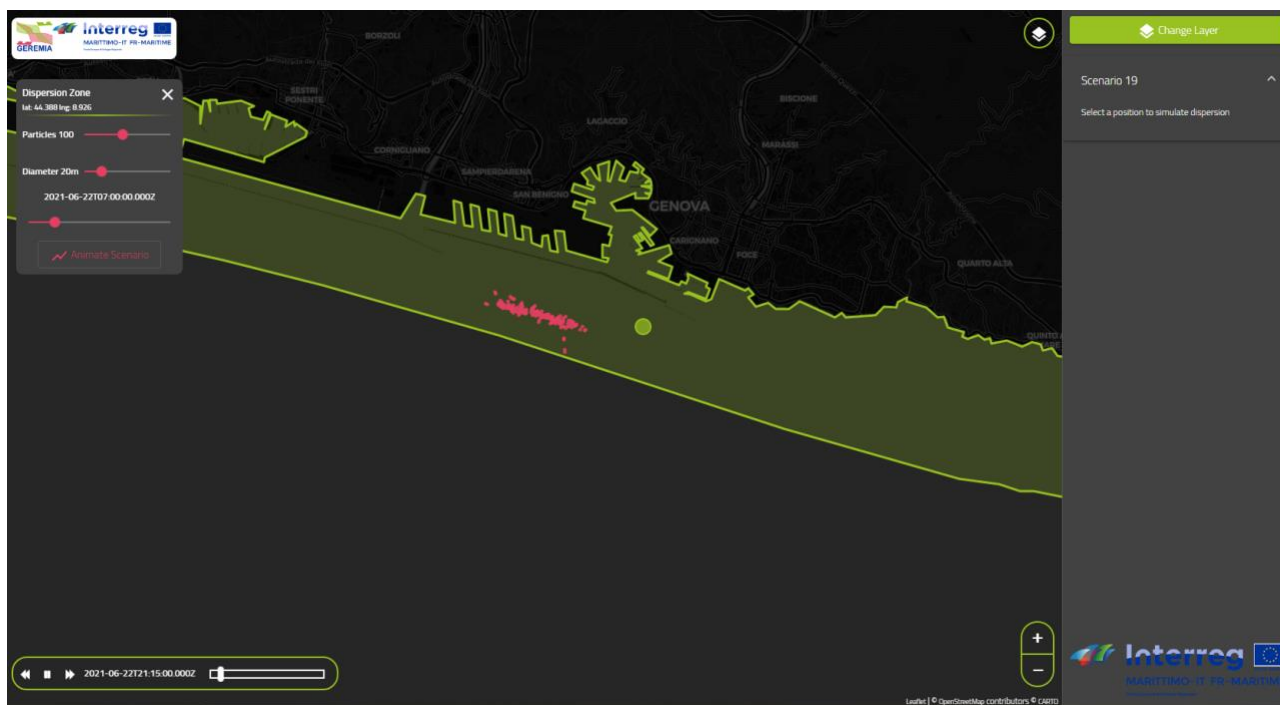 GEREMIA
Interreg
MARITTIMO-IT FR-MARITIME
Dispersion Zone
lat: 44.388 lng: 8.926
Particles 100
Diameter 20m
2021-06-22T07:00:00.000Z
Animate Scenario
BORZOLI
SESTRI
PONENTE
CORNIGLIANO
SAMPIERDARENA
SAN BENIGNO
LAGACCIO
BISCIONE
MARASSI
GENOVA
CARIGNANO
FOCE
QUARTO ALTA
QUINTO
Change Layer
Scenario 19
Select a position to simulate dispersion
2021-06-22T21:15:00.000Z
+
−
Leaflet | © OpenStreetMap contributors © CARTO
Interreg
MARITTIMO-IT FR-MARITIM